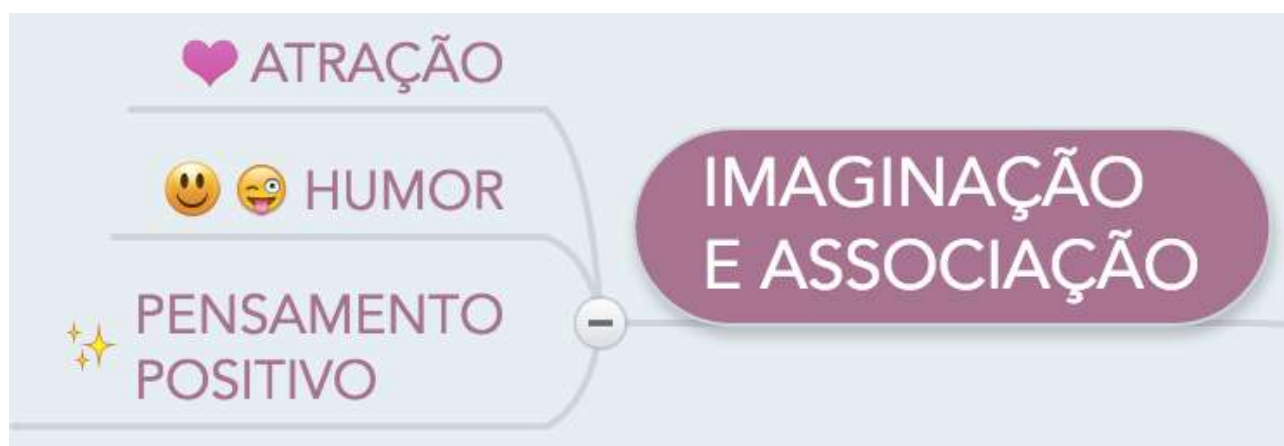 ATRAÇÃO
HUMOR
PENSAMENTO
POSITIVO
IMAGINAÇÃO
E ASSOCIAÇÃO